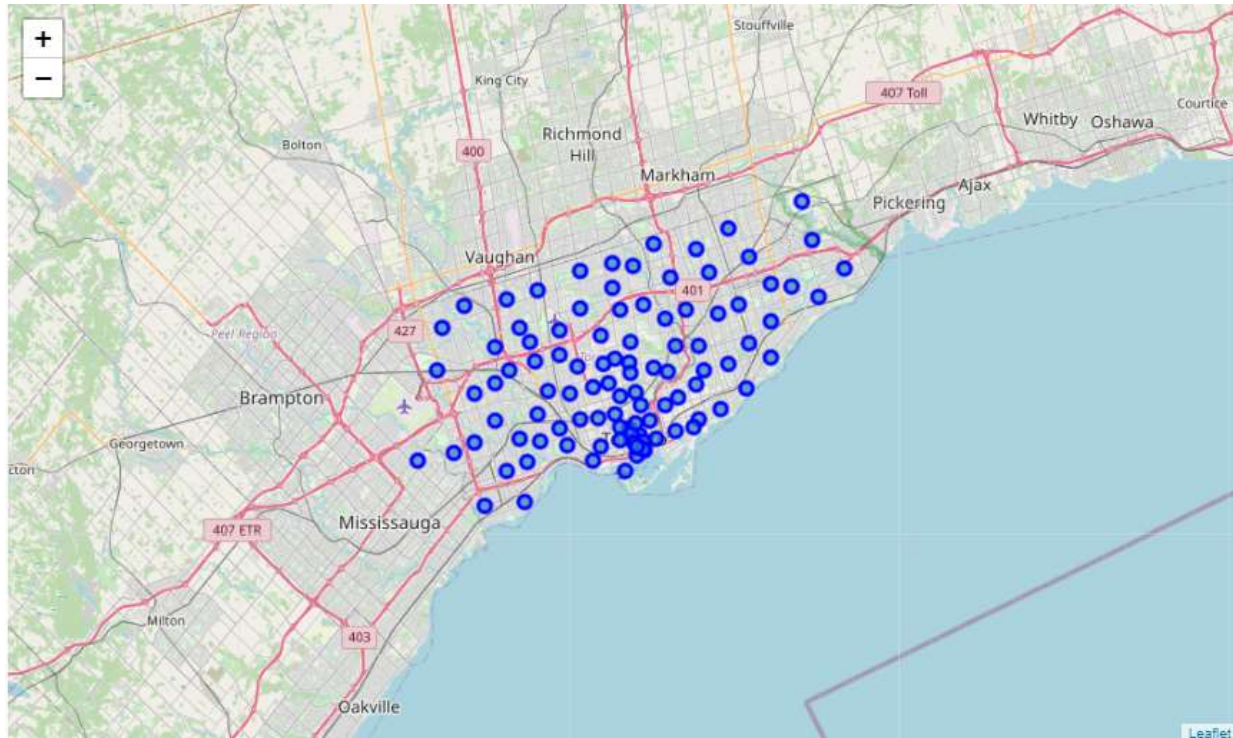 +
−
Stouffville
King City
407 Toll
Courtice
Whitby
Oshawa
Richmond
Hill
Bolton
400
Markham
Ajax
Pickering
Vaughan
401
427
Peel Region
Brampton
Georgetown
Mississauga
407 ETR
Milton
403
Oakville
Leaflet